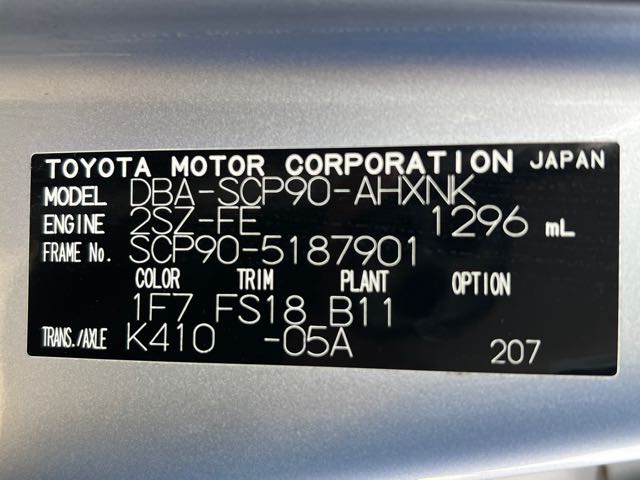 TOYOTA MOTOR CORPORATION JAPAN
MODEL DBA-SCP90-AHXNK
ENGINE 2SZ-FE 1296 mL
FRAME No. SCP90-5187901
COLOR TRIM PLANT OPTION
1F7 FS18 B11
TRANS./AXLE K410 -05A 207